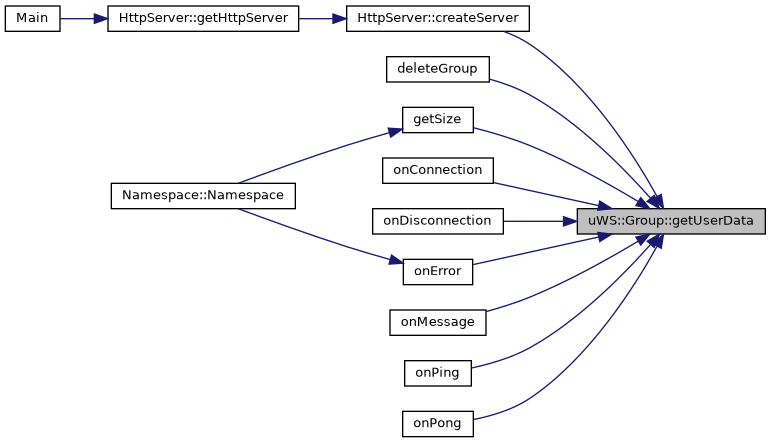 Main
HttpServer::getHttpServer
HttpServer::createServer
deleteGroup
getSize
onConnection
Namespace::Namespace
onDisconnection
uWS::Group::getUserData
onError
onMessage
onPing
onPong